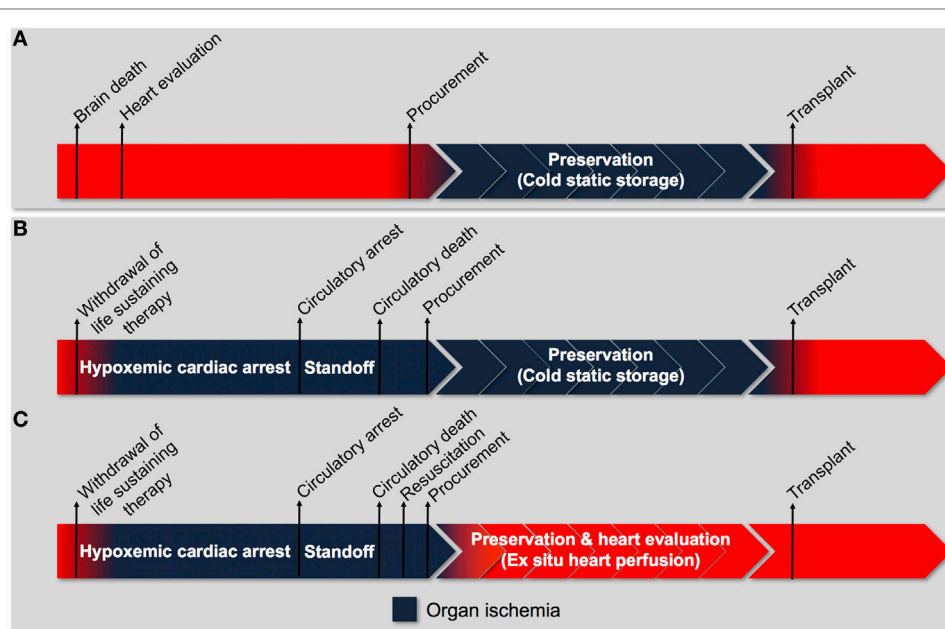 A
Brain death
Heart evaluation
Procurement
Transplant
Preservation
(Cold static storage)
B
Withdrawal of
life sustaining
therapy
Circulatory arrest
Circulatory death
Procurement
Transplant
Hypoxemic cardiac arrest
Standoff
Preservation
(Cold static storage)
C
Withdrawal of
life sustaining
therapy
Circulatory arrest
Circulatory death
Resuscitation
Procurement
Transplant
Hypoxemic cardiac arrest
Standoff
Preservation & heart evaluation
(Ex situ heart perfusion)
Organ ischemia